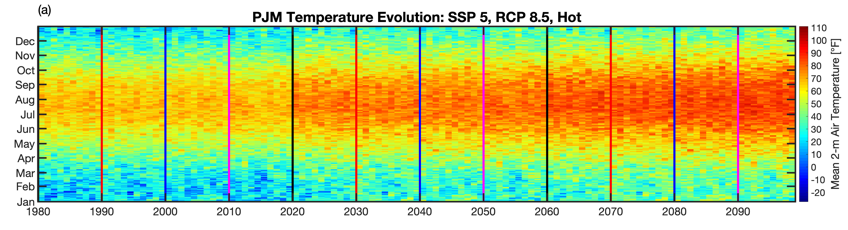 (a)
PJM Temperature Evolution: SSP 5, RCP 8.5, Hot
Dec
Nov
Oct
Sep
Aug
Jul
Jun
May
Apr
Mar
Feb
Jan
1980 1990 2000 2010 2020 2030 2040 2050 2060 2070 2080 2090
110
100
90
80
70
60
50
40
30
20
10
0
-10
-20
Mean 2-m Air Temperature [°F]